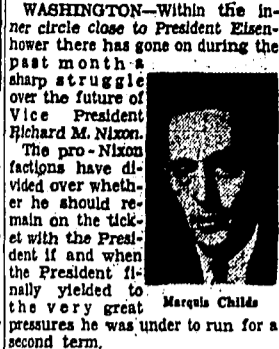 WASHINGTON—Within the in-
ner circle close to President Eisen-
hower there has gone on during the
past month a
sharp struggle
over the future of
Vice President
Richard M. Nixon.
The pro-Nixon
factions have di-
vided over wheth-
er he should re-
main on the tick-
et with the Presi-
dent if and when
the President fi-
nally yielded to
the very great
pressures he was under to run for a
second term.
Marquis Childs